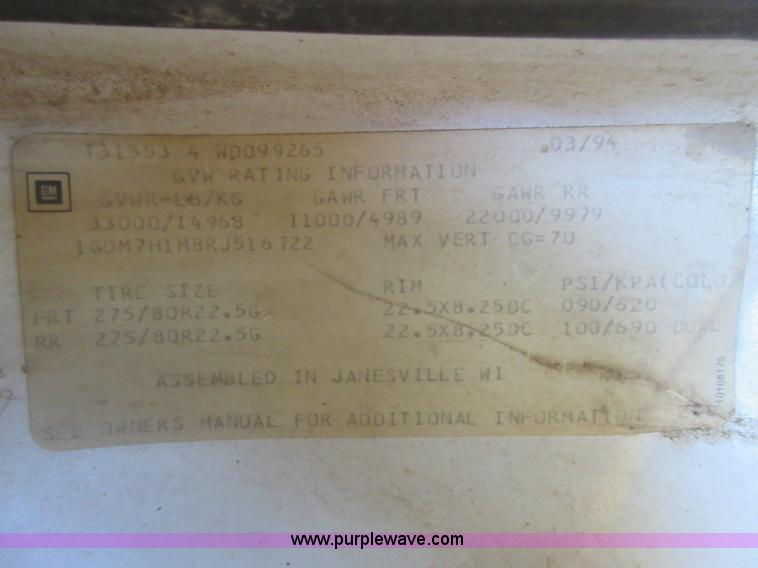 T31553 4 WD099265 03/94
GVW RATING INFORMATION
GM
GVWR-LB/KG GAWR FRT GAWR RR
33000/14968 11000/4989 22000/9979
1GDM7H1M8RJ516722 MAX VERT CG=70
TIRE SIZE RIM PSI/KPA(COLD)
FRT 275/80R22.5G 22.5X8.25DC 090/620
RR 275/80R22.5G 22.5X8.25DC 100/690 DUAL
ASSEMBLED IN JANESVILLE WI
SEE OWNERS MANUAL FOR ADDITIONAL INFORMATION
10108175
www.purplewave.com